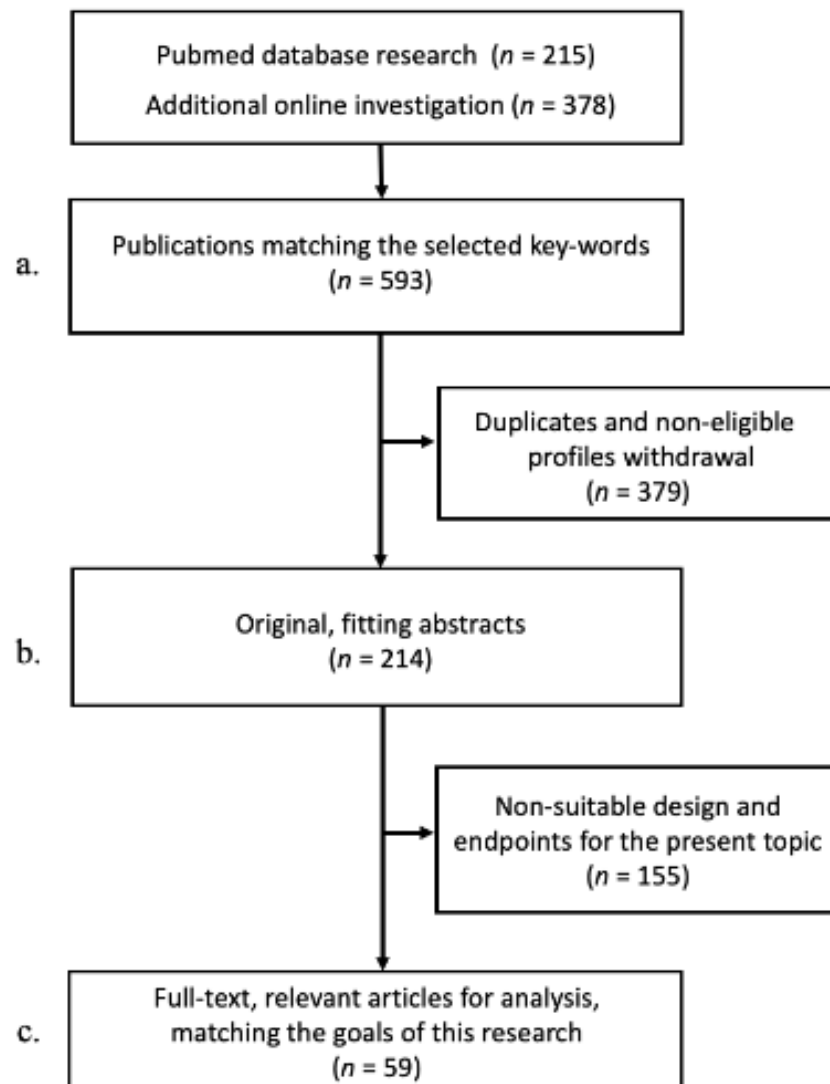 Pubmed database research (n = 215)
Additional online investigation (n = 378)
a.
Publications matching the selected key-words
(n = 593)
Duplicates and non-eligible
profiles withdrawal
(n = 379)
b.
Original, fitting abstracts
(n = 214)
Non-suitable design and
endpoints for the present topic
(n = 155)
c.
Full-text, relevant articles for analysis,
matching the goals of this research
(n = 59)